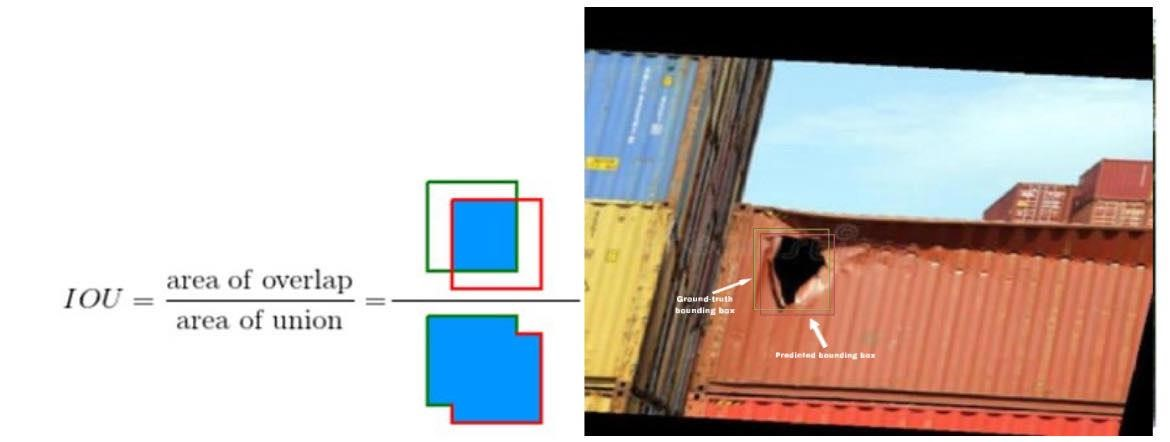 IOU = area of overlap / area of union =
Ground-truth
bounding box
Predicted bounding box